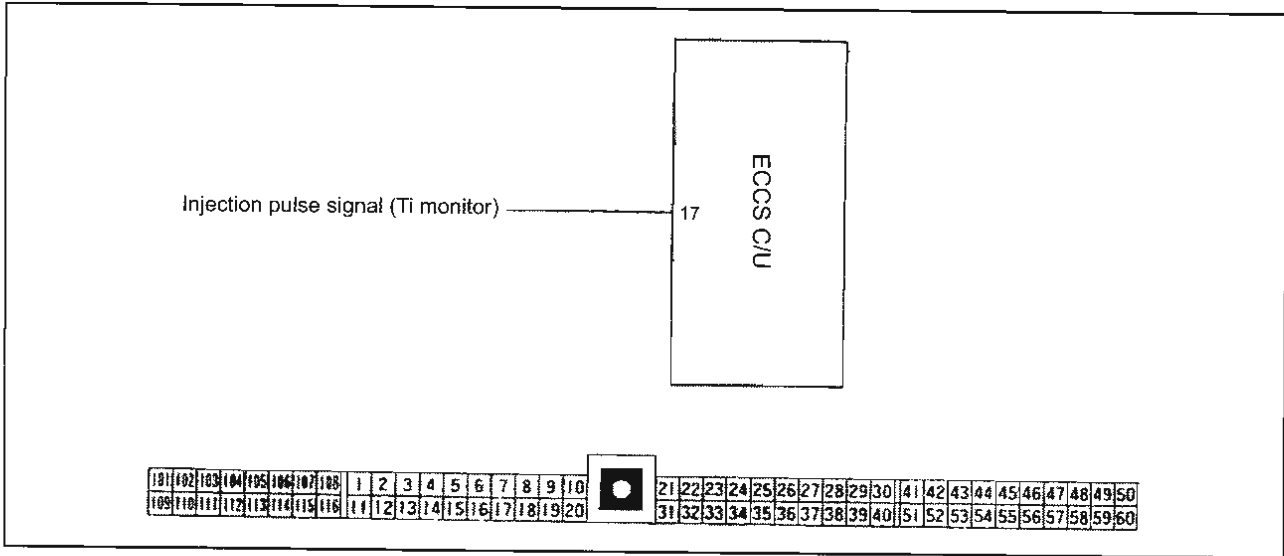 ECCS C/U
Injection pulse signal (Ti monitor)
17
101 102 103 104 105 106 107 108 1 2 3 4 5 6 7 8 9 10 21 22 23 24 25 26 27 28 29 30 41 42 43 44 45 46 47 48 49 50
109 110 111 112 113 114 115 116 11 12 13 14 15 16 17 18 19 20 31 32 33 34 35 36 37 38 39 40 51 52 53 54 55 56 57 58 59 60